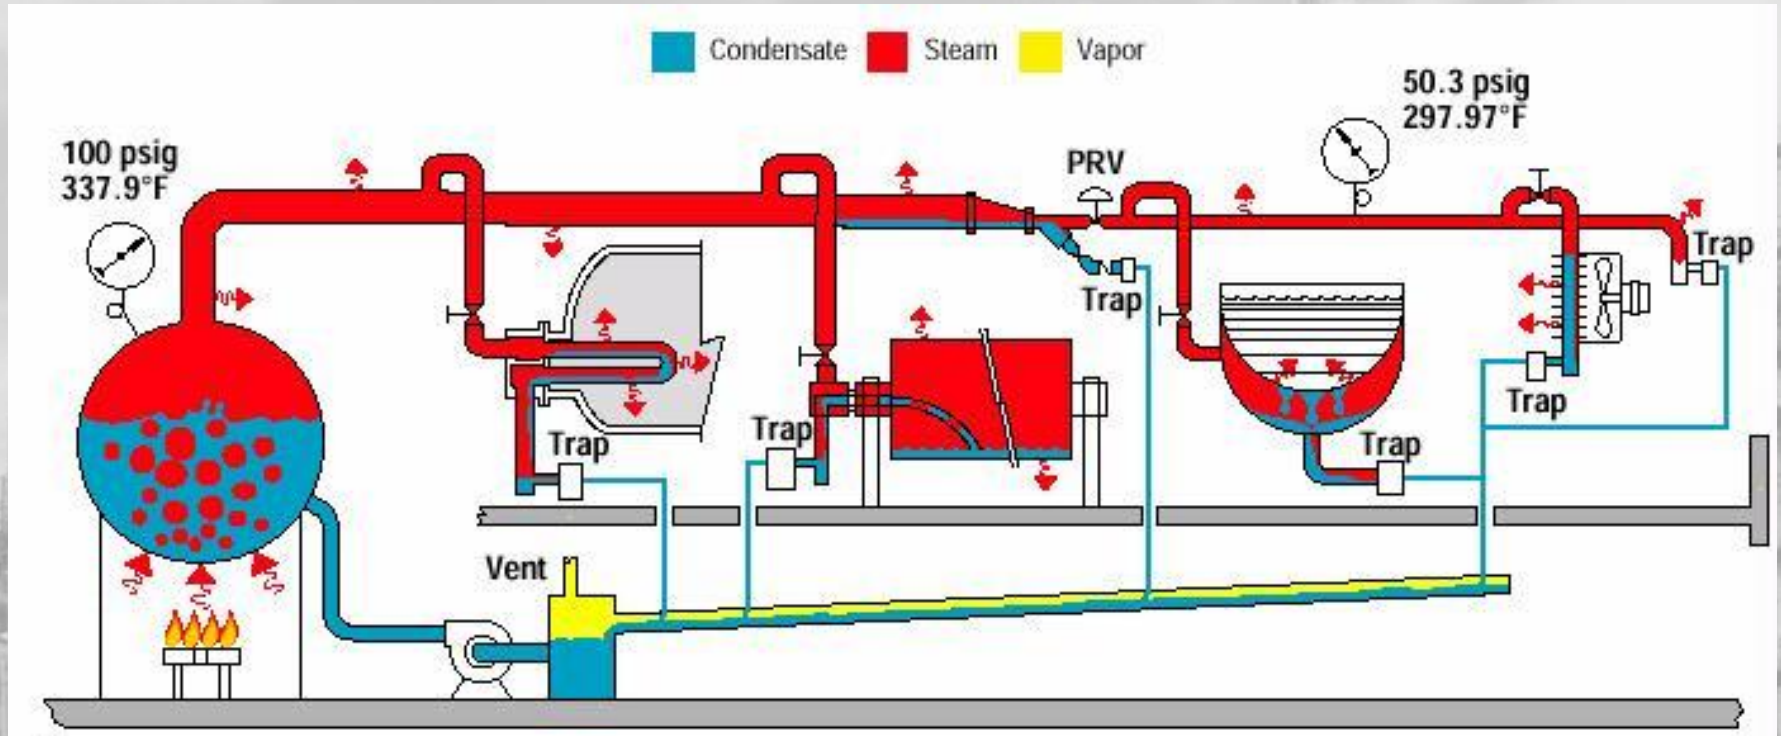 Condensate
Steam
Vapor
50.3 psig
297.97°F
100 psig
337.9°F
PRV
Trap
Trap
Trap
Trap
Trap
Trap
Vent